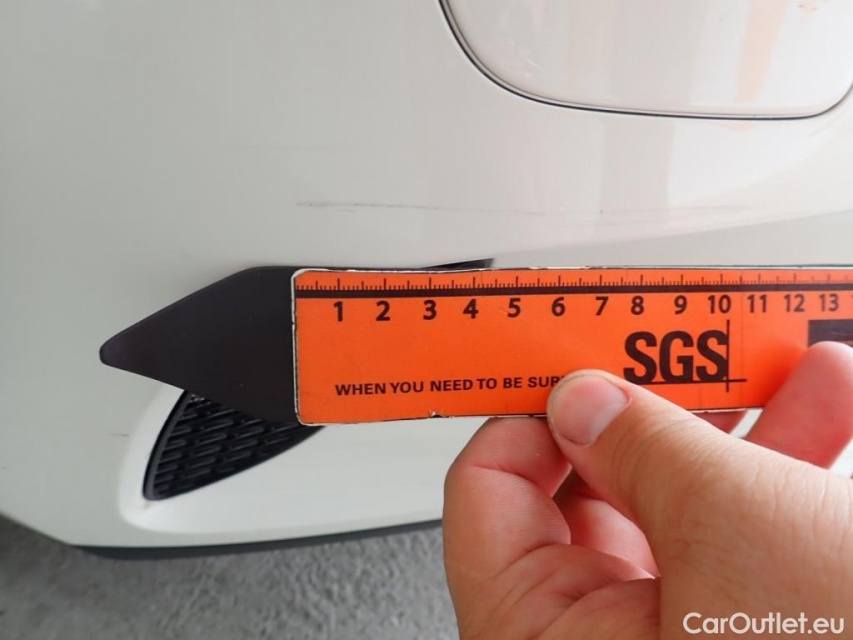 1 2 3 4 5 6 7 8 9 10 11 12 13
SGS
WHEN YOU NEED TO BE
CarOutlet.eu